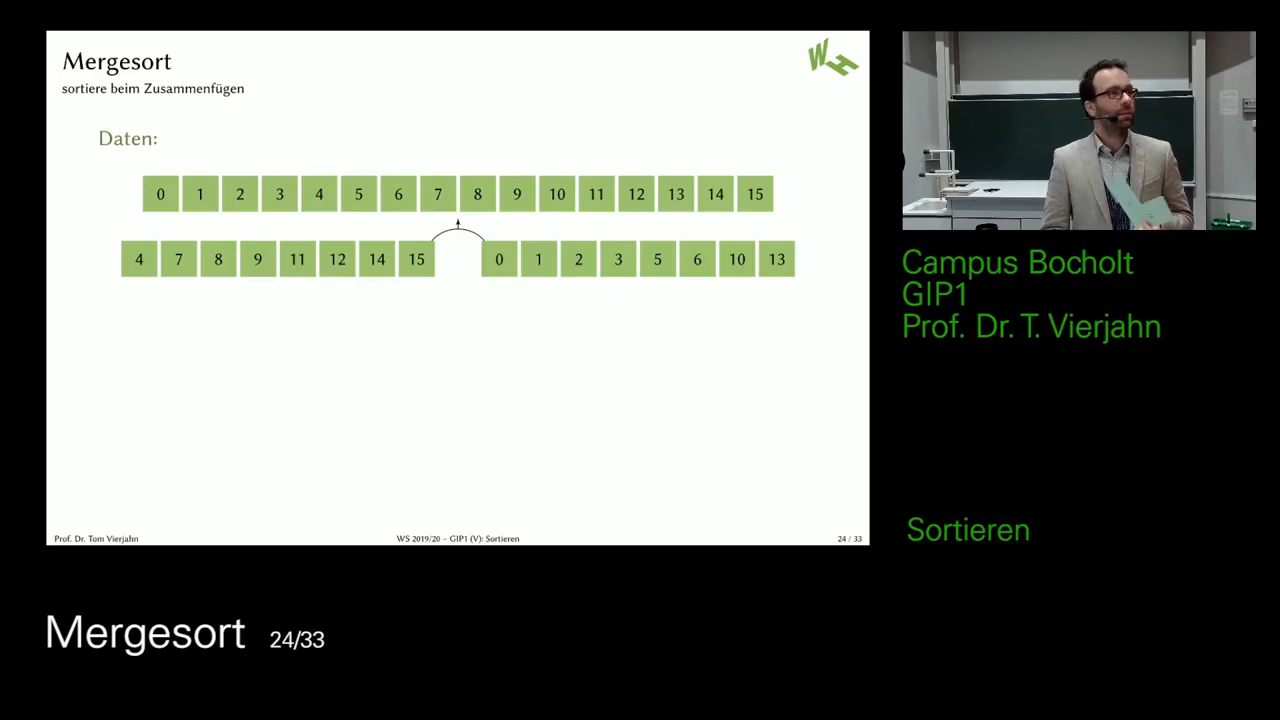 Mergesort
WH
sortiere beim Zusammenfügen
Daten:
0 1 2 3 4 5 6 7 8 9 10 11 12 13 14 15
4 7 8 9 11 12 14 15 0 1 2 3 5 6 10 13
Prof. Dr. Tom Vierjahn WS 2019/20 – GIP1 (V): Sortieren 24 / 33
Campus Bocholt
GIP1
Prof. Dr. T. Vierjahn
Sortieren
Mergesort 24/33